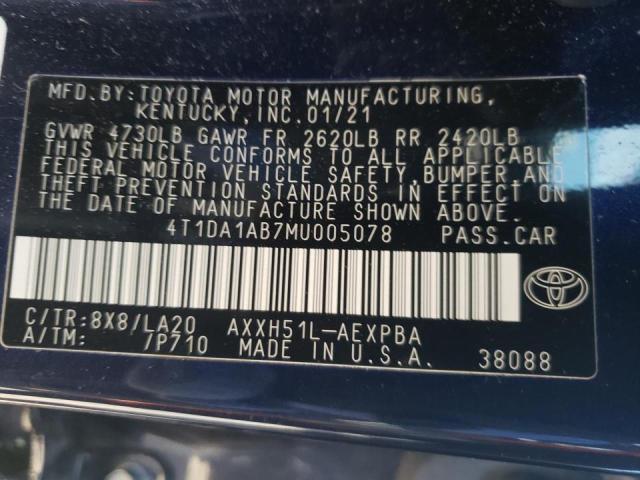 MFD.BY:TOYOTA MOTOR MANUFACTURING,
KENTUCKY,INC.01/21
GVWR 4730LB GAWR FR 2620LB RR 2420LB
THIS VEHICLE CONFORMS TO ALL APPLICABLE
FEDERAL MOTOR VEHICLE SAFETY,BUMPER,AND
THEFT PREVENTION STANDARDS IN EFFECT ON
THE DATE OF MANUFACTURE SHOWN ABOVE.
4T1DA1AB7MU005078 PASS.CAR
C/TR:8X8/LA20 AXXH51L-AEXPBA
A/TM: /P710 MADE IN U.S.A. 38088